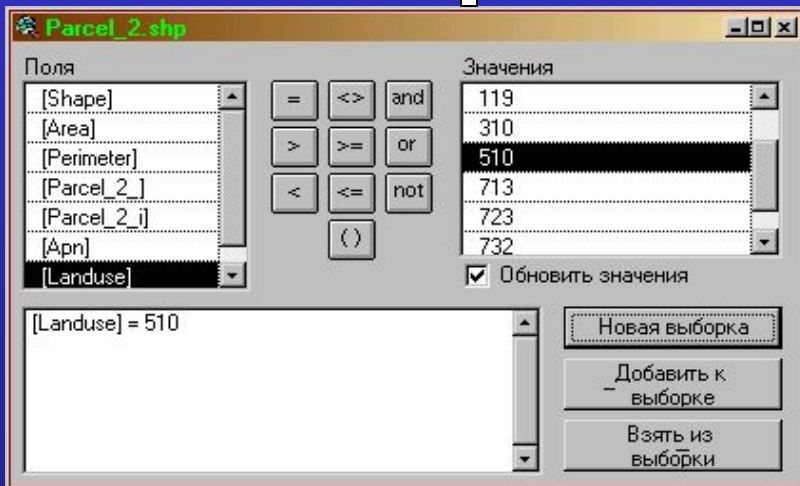 Parcel_2.shp
Поля
[Shape]
[Area]
[Perimeter]
[Parcel_2_]
[Parcel_2_i]
[Apn]
[Landuse]
= <> and
> >= or
< <= not
( )
Значения
119
310
510
713
723
732
Обновить значения
[Landuse] = 510
Новая выборка
Добавить к
выборке
Взять из
выборки